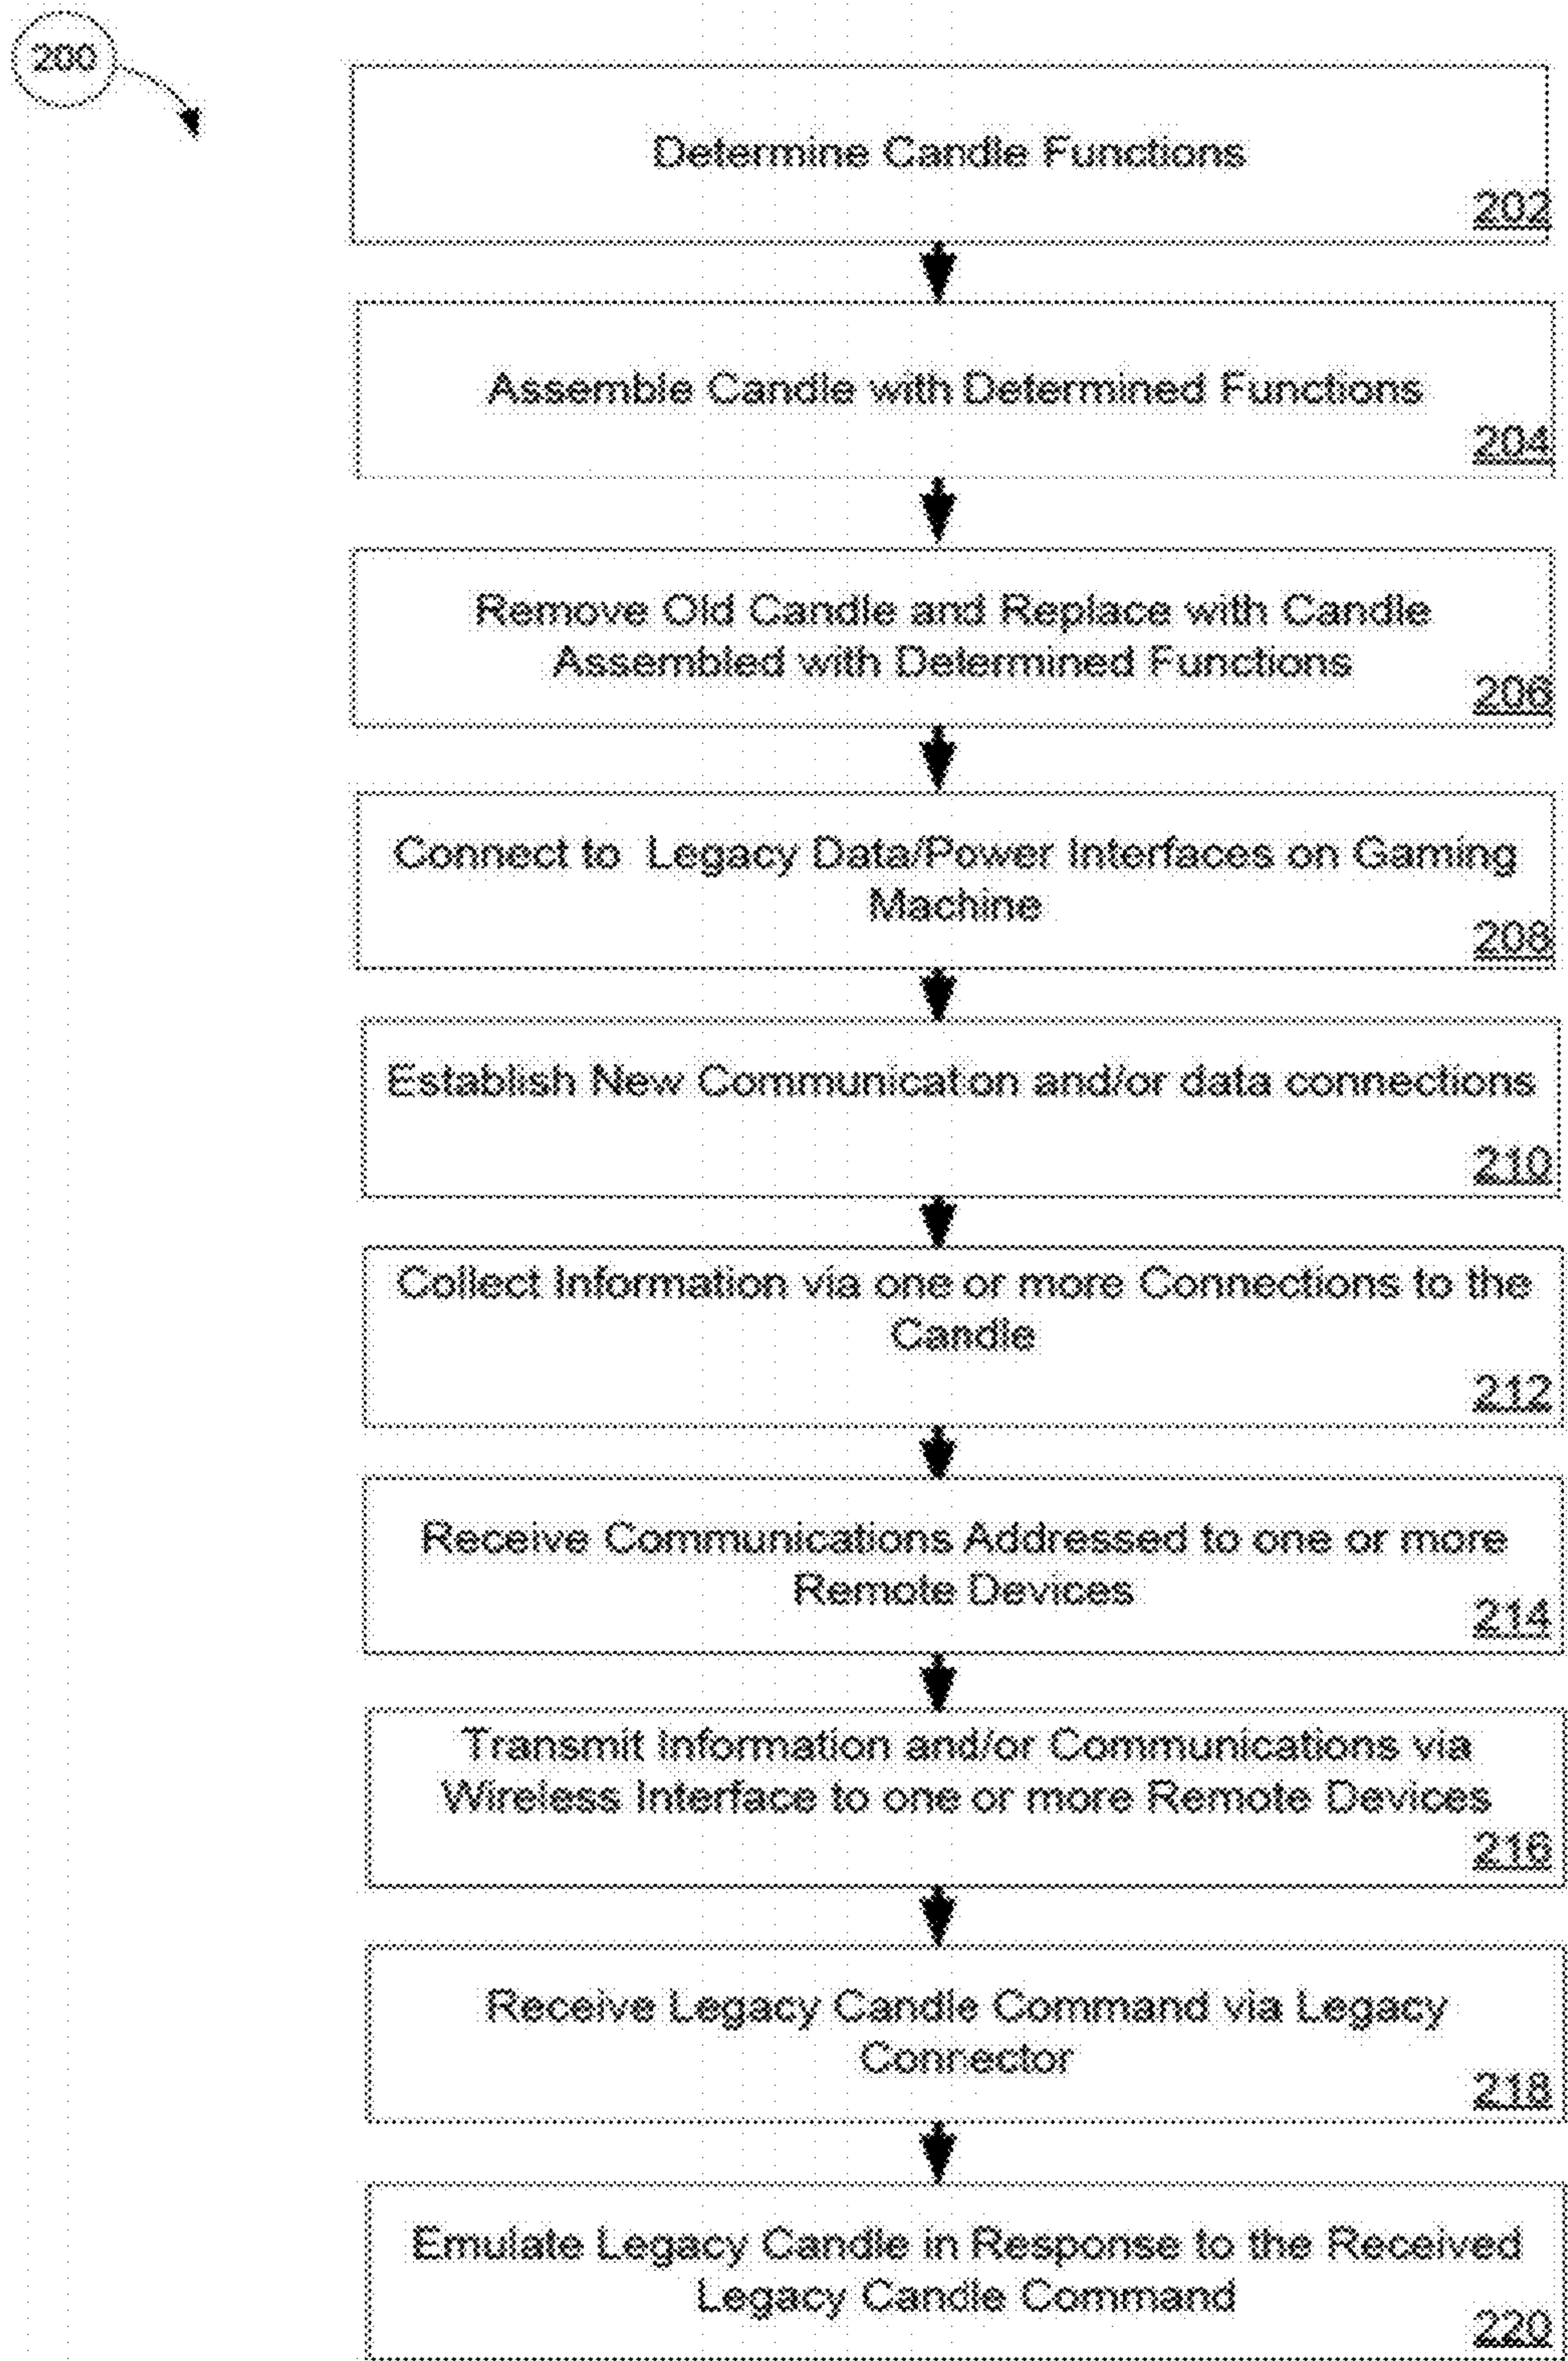 200
Determine Candle Functions
202
Assemble Candle with Determined Functions
204
Remove Old Candle and Replace with Candle
Assembled with Determined Functions
206
Connect to Legacy Data/Power Interfaces on Gaming
Machine
208
Establish New Communication and/or data connections
210
Collect Information via one or more Connections to the
Candle
212
Receive Communications Addressed to one or more
Remote Devices
214
Transmit Information and/or Communications via
Wireless Interface to one or more Remote Devices
216
Receive Legacy Candle Command via Legacy
Connector
218
Emulate Legacy Candle in Response to the Received
Legacy Candle Command
220